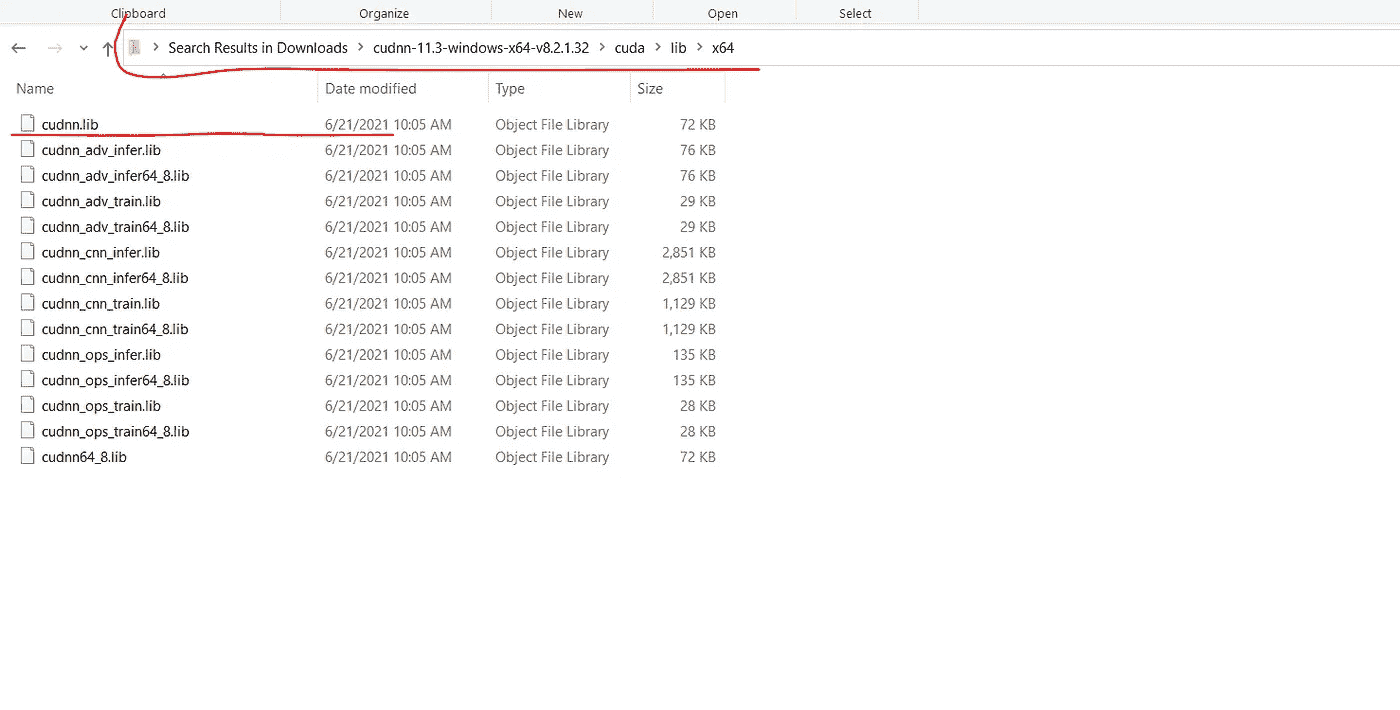 Clipboard Organize New Open Select
Search Results in Downloads > cudnn-11.3-windows-x64-v8.2.1.32 > cuda > lib > x64
Name Date modified Type Size
cudnn.lib 6/21/2021 10:05 AM Object File Library 72 KB
cudnn_adv_infer.lib 6/21/2021 10:05 AM Object File Library 76 KB
cudnn_adv_infer64_8.lib 6/21/2021 10:05 AM Object File Library 76 KB
cudnn_adv_train.lib 6/21/2021 10:05 AM Object File Library 29 KB
cudnn_adv_train64_8.lib 6/21/2021 10:05 AM Object File Library 29 KB
cudnn_cnn_infer.lib 6/21/2021 10:05 AM Object File Library 2,851 KB
cudnn_cnn_infer64_8.lib 6/21/2021 10:05 AM Object File Library 2,851 KB
cudnn_cnn_train.lib 6/21/2021 10:05 AM Object File Library 1,129 KB
cudnn_cnn_train64_8.lib 6/21/2021 10:05 AM Object File Library 1,129 KB
cudnn_ops_infer.lib 6/21/2021 10:05 AM Object File Library 135 KB
cudnn_ops_infer64_8.lib 6/21/2021 10:05 AM Object File Library 135 KB
cudnn_ops_train.lib 6/21/2021 10:05 AM Object File Library 28 KB
cudnn_ops_train64_8.lib 6/21/2021 10:05 AM Object File Library 28 KB
cudnn64_8.lib 6/21/2021 10:05 AM Object File Library 72 KB